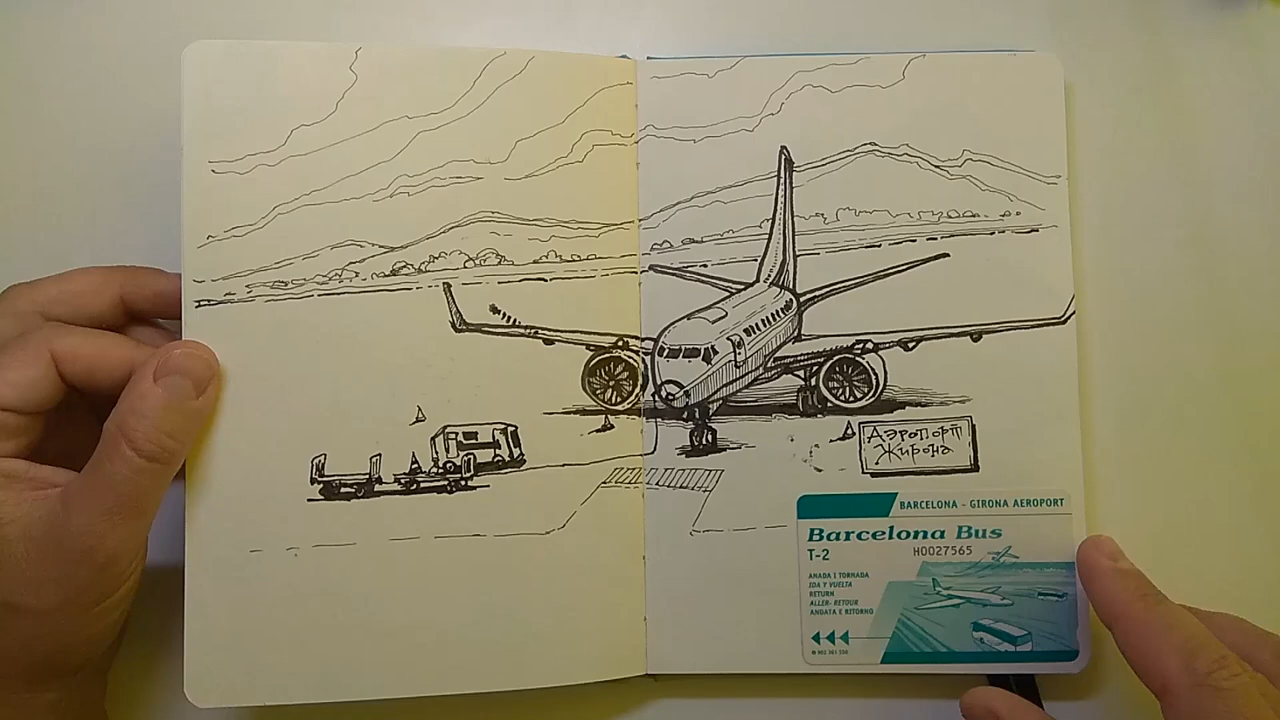 Аэропорт
Жирона
BARCELONA - GIRONA AEROPORT
Barcelona Bus
T-2
H0027565
ANADA I TORNADA
IDA Y VUELTA
RETURN
ALLER-RETOUR
ANDATA E RITORNO